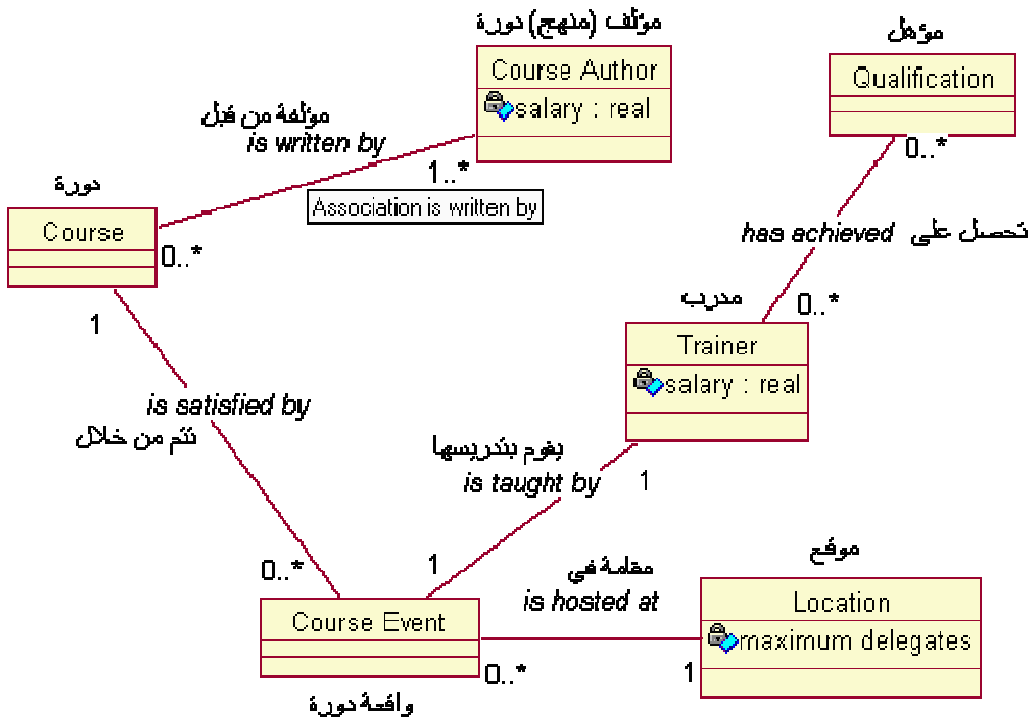 مؤلف (منهج) دورة
Course Author
salary : real
مؤهل
Qualification
مؤلفة من قبل
is written by
1..*
0..*
Association is written by
دورة
Course
0..*
1
has achieved تحصل على
0..*
مدرب
Trainer
salary : real
is satisfied by
تتم من خلال
يقوم بتدريسها
is taught by
1
0..*
1
مقامة في
is hosted at
موقع
Location
maximum delegates
Course Event
0..*
1
واقعة دورة